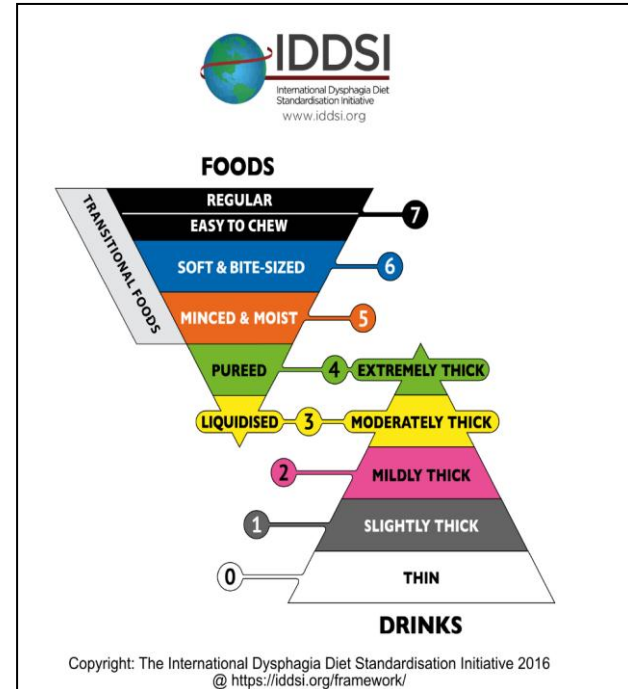 IDDSI
International Dysphagia Diet
Standardisation Initiative
www.iddsi.org
FOODS
TRANSITIONAL FOODS
REGULAR
EASY TO CHEW
7
SOFT & BITE-SIZED
6
MINCED & MOIST
5
PUREED
4
EXTREMELY THICK
LIQUIDISED
3
MODERATELY THICK
2
MILDLY THICK
1
SLIGHTLY THICK
0
THIN
DRINKS
Copyright: The International Dysphagia Diet Standardisation Initiative 2016
@ https://iddsi.org/framework/